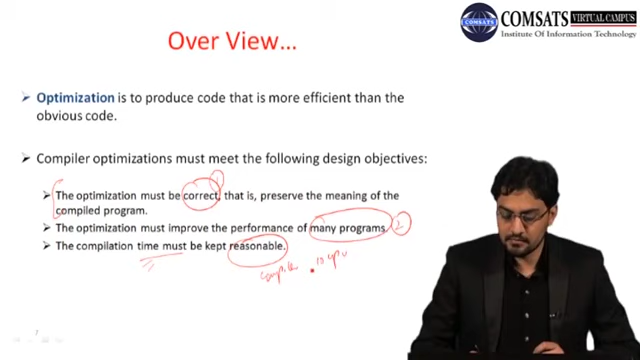 COMSATS VIRTUAL CAMPUS
Institute Of Information Technology
Over View...
➢ Optimization is to produce code that is more efficient than the
obvious code.
➢ Compiler optimizations must meet the following design objectives:
➢ The optimization must be correct, that is, preserve the meaning of the
compiled program.
➢ The optimization must improve the performance of many programs.
➢ The compilation time must be kept reasonable.
1
2
7